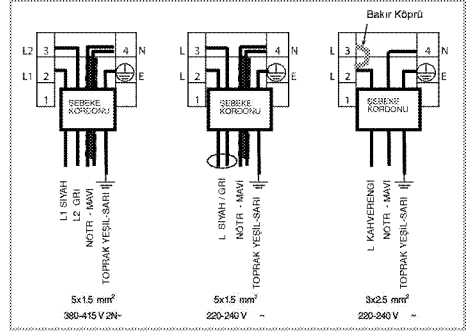 Bakır Köprü
L2 3 4 N
L1 2 E
1
ŞEBEKE
KORDONU
L1 SİYAH
L2 GRİ
NÖTR - MAVİ
TOPRAK YEŞİL-SARI
5x1.5 mm²
380-415 V 2N~
L 3 4 N
L 2 E
1
ŞEBEKE
KORDONU
L SİYAH / GRİ
NÖTR - MAVİ
TOPRAK YEŞİL-SARI
5x1.5 mm²
220-240 V ~
L 3 4 N
L 2 E
1
ŞEBEKE
KORDONU
L KAHVERENGİ
NÖTR - MAVİ
TOPRAK YEŞİL-SARI
3x2.5 mm²
220-240 V ~